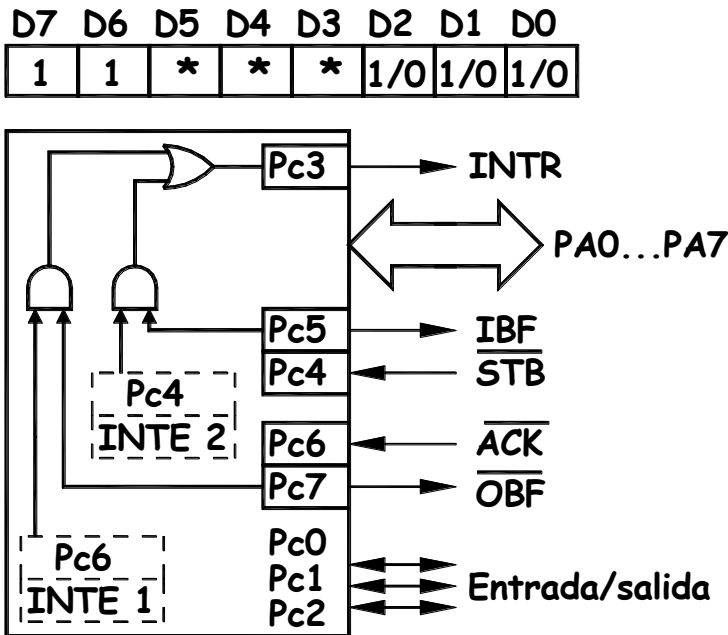 D7 D6 D5 D4 D3 D2 D1 D0
1 1 * * * 1/0 1/0 1/0
Pc3 INTR
PA0...PA7
Pc5 IBF
Pc4 STB
Pc4
INTE 2
Pc6 ACK
Pc7 OBF
Pc6
INTE 1
Pc0
Pc1 Entrada/salida
Pc2